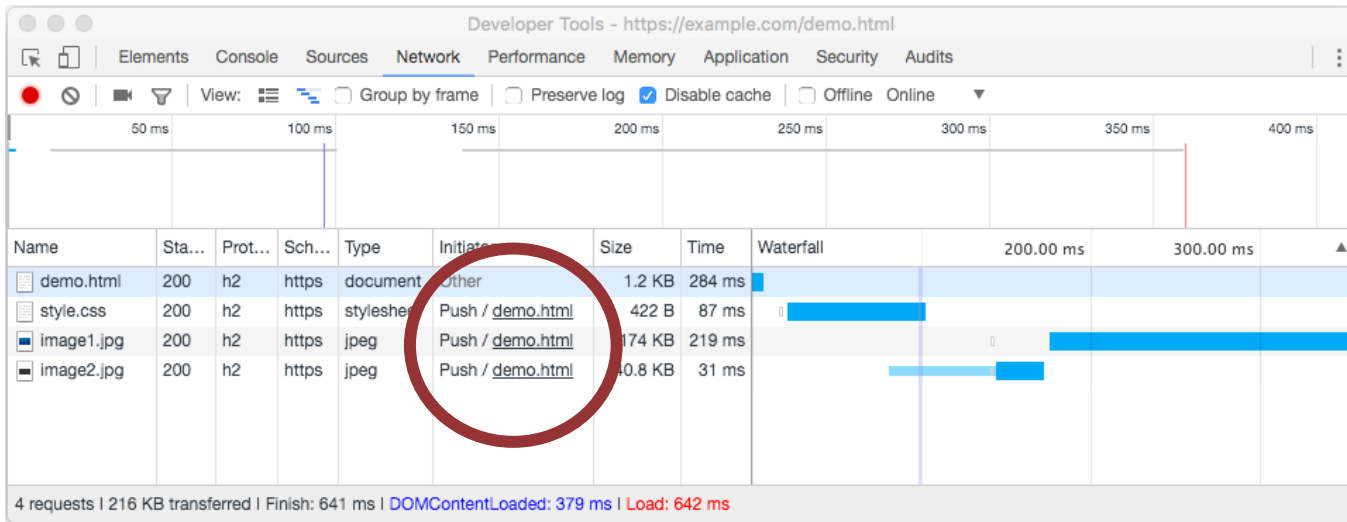 Developer Tools - https://example.com/demo.html
Elements Console Sources Network Performance Memory Application Security Audits
View: Group by frame Preserve log Disable cache Offline Online ▼
50 ms 100 ms 150 ms 200 ms 250 ms 300 ms 350 ms 400 ms
Name Sta... Prot... Sch... Type Initiator Size Time Waterfall 200.00 ms 300.00 ms ▲
demo.html 200 h2 https document Other 1.2 KB 284 ms
style.css 200 h2 https styleshee Push / demo.html 422 B 87 ms
image1.jpg 200 h2 https jpeg Push / demo.html 174 KB 219 ms
image2.jpg 200 h2 https jpeg Push / demo.html 40.8 KB 31 ms
4 requests | 216 KB transferred | Finish: 641 ms | DOMContentLoaded: 379 ms | Load: 642 ms